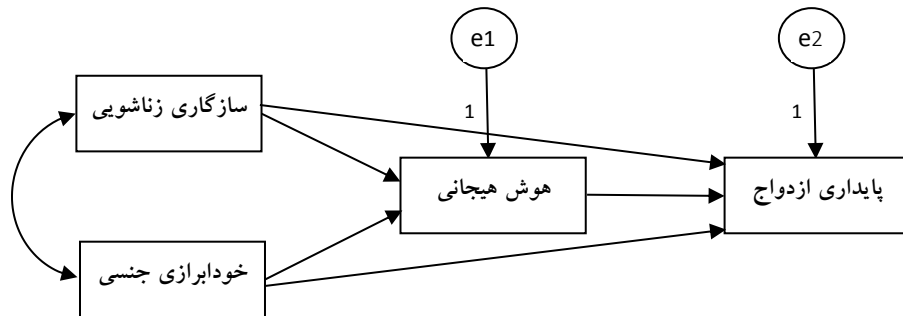 e1
e2
سازگاری زناشویی
1
1
هوش هیجانی
پایداری ازدواج
خودابرازی جنسی